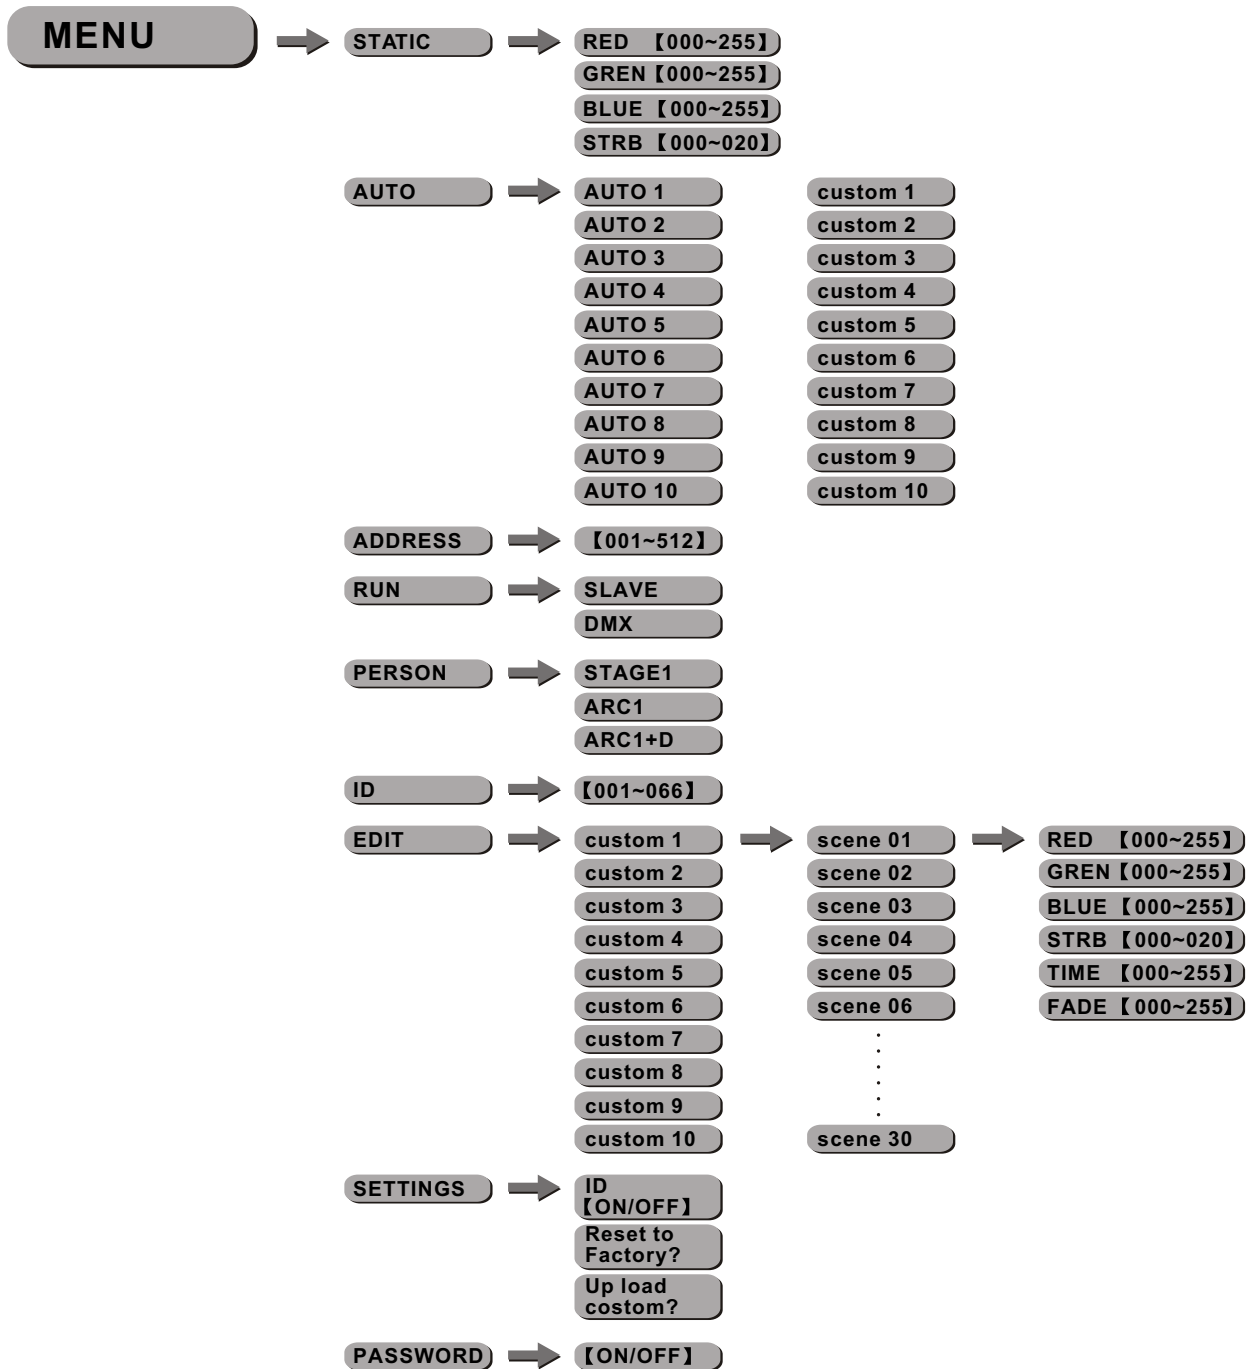 MENU
STATIC
RED 【000~255】
GREN【000~255】
BLUE 【000~255】
STRB 【000~020】
AUTO
AUTO 1
custom 1
AUTO 2
custom 2
AUTO 3
custom 3
AUTO 4
custom 4
AUTO 5
custom 5
AUTO 6
custom 6
AUTO 7
custom 7
AUTO 8
custom 8
AUTO 9
custom 9
AUTO 10
custom 10
ADDRESS
【001~512】
RUN
SLAVE
DMX
PERSON
STAGE1
ARC1
ARC1+D
ID
【001~066】
EDIT
custom 1
scene 01
RED 【000~255】
custom 2
scene 02
GREN【000~255】
custom 3
scene 03
BLUE 【000~255】
custom 4
scene 04
STRB 【000~020】
custom 5
scene 05
TIME 【000~255】
custom 6
scene 06
FADE【000~255】
custom 7
custom 8
custom 9
custom 10
scene 30
SETTINGS
ID
【ON/OFF】
Reset to
Factory?
Up load
costom?
PASSWORD
【ON/OFF】